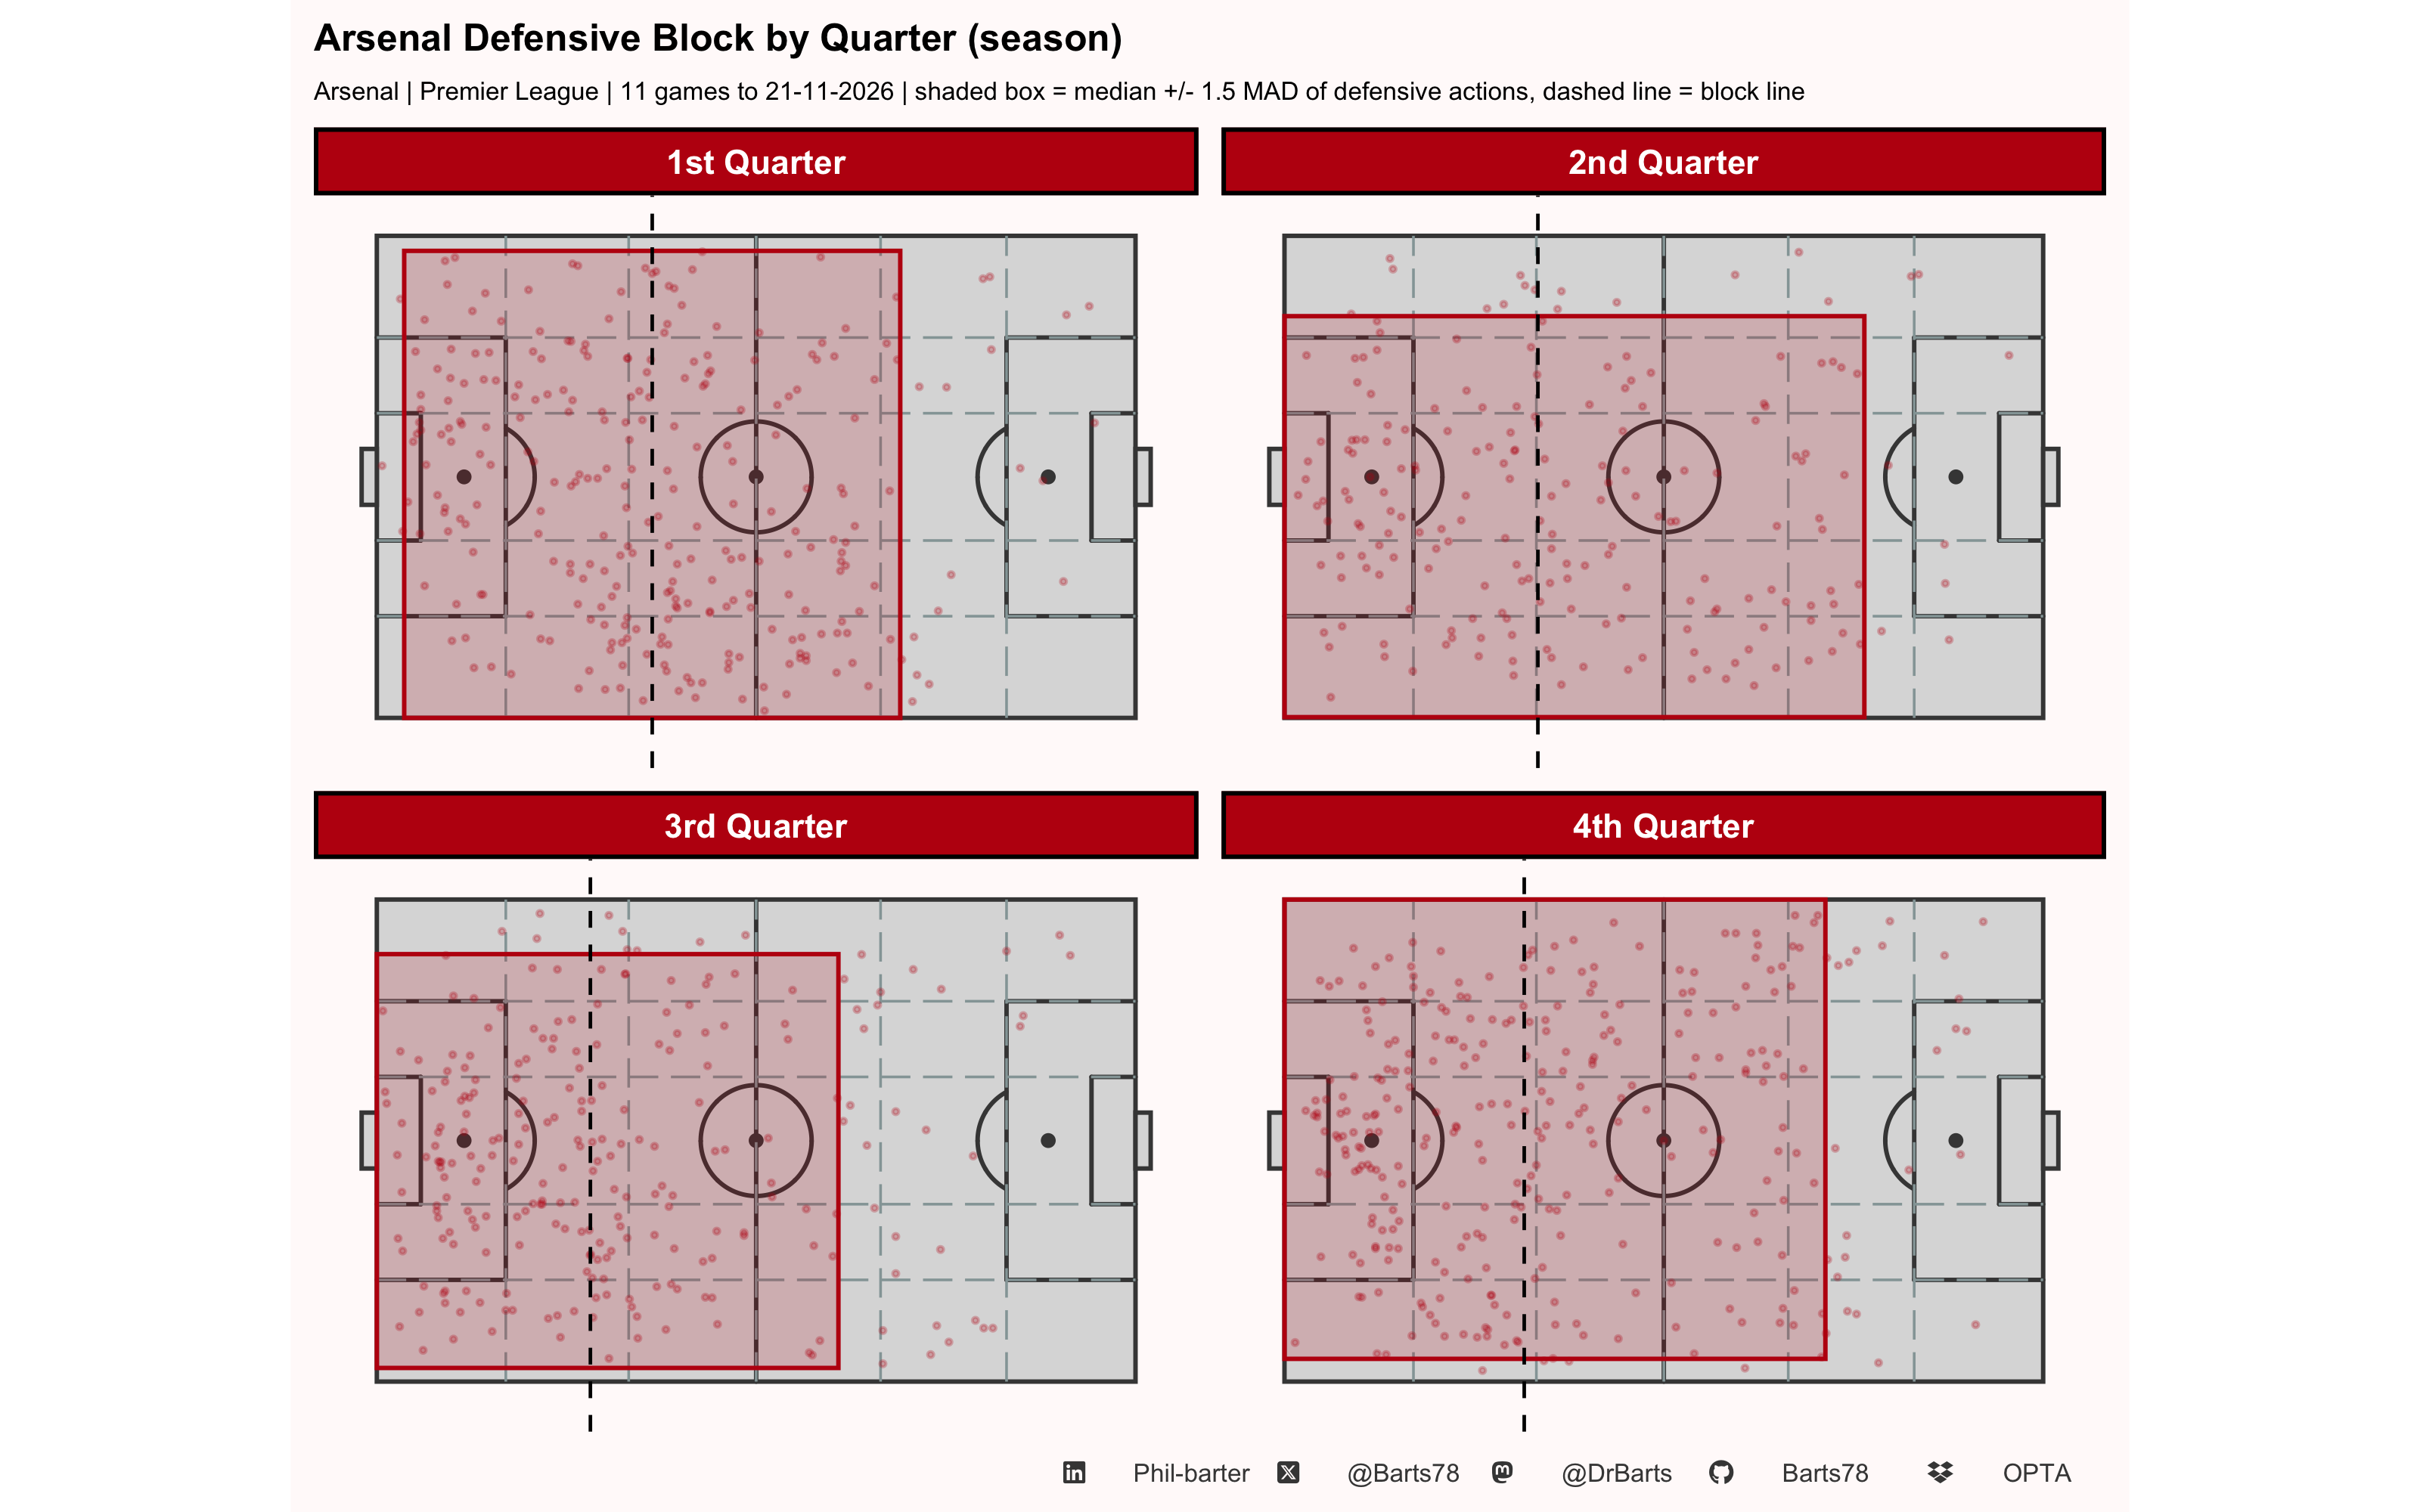 Arsenal Defensive Block by Quarter (season)
Arsenal | Premier League | 11 games to 21-11-2026 | shaded box = median +/- 1.5 MAD of defensive actions, dashed line = block line
1st Quarter
2nd Quarter
3rd Quarter
4th Quarter
Phil-barter @Barts78 @DrBarts Barts78 OPTA